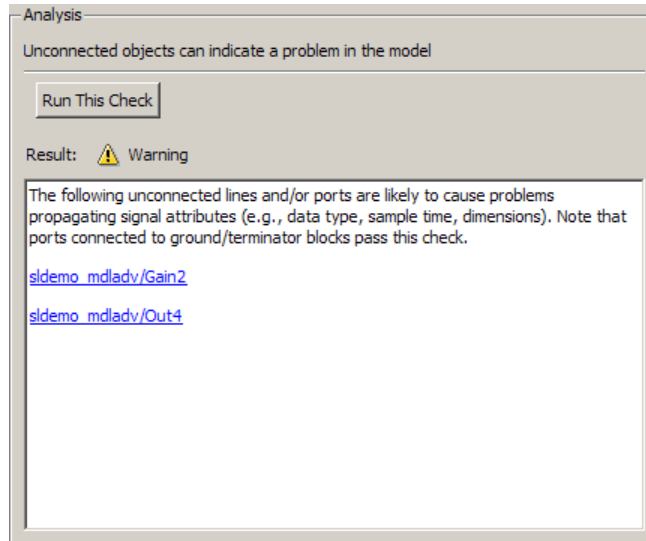 Analysis
Unconnected objects can indicate a problem in the model
Run This Check
Result: Warning
The following unconnected lines and/or ports are likely to cause problems
propagating signal attributes (e.g., data type, sample time, dimensions). Note that
ports connected to ground/terminator blocks pass this check.
sldemo_mdladv/Gain2
sldemo_mdladv/Out4